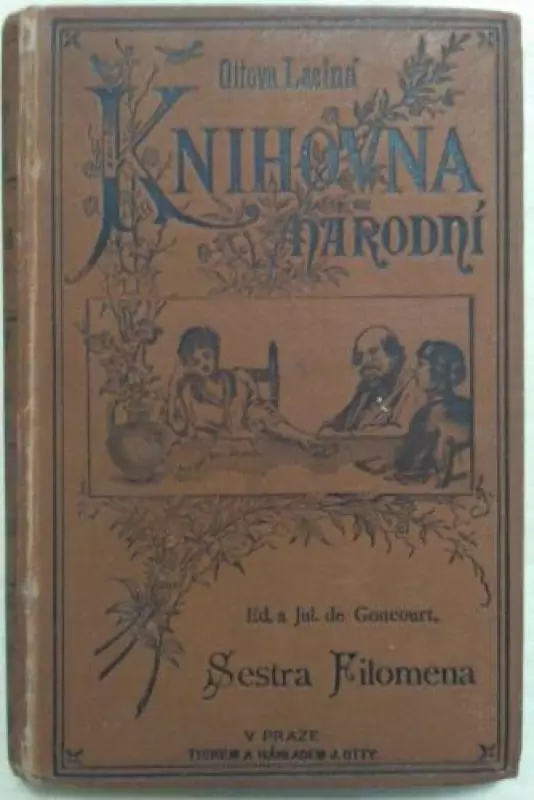 Ottova Laciná
KNIHOVNA
NÁRODNÍ
Ed. a Jul. de Goncourt.
Sestra Filomena
V PRAZE
TISKEM A NÁKLADEM J. OTTY.